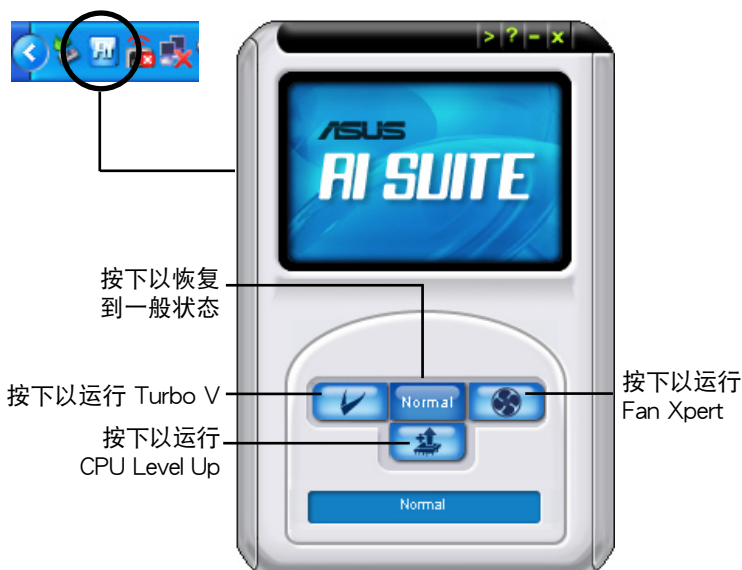 > ? - x
ASUS
AI SUITE
按下以恢复
到一般状态
按下以运行 Turbo V
Normal
按下以运行
Fan Xpert
按下以运行
CPU Level Up
Normal